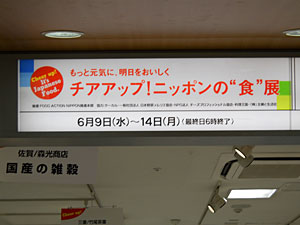 Cheer up!
It's
Japanese
Food.
もっと元気に、明日をおいしく
チアアップ!ニッポンの“食”展
6月9日(水)〜14日(月)(最終日6時終了)
佐賀/森光商店
国産の雑穀